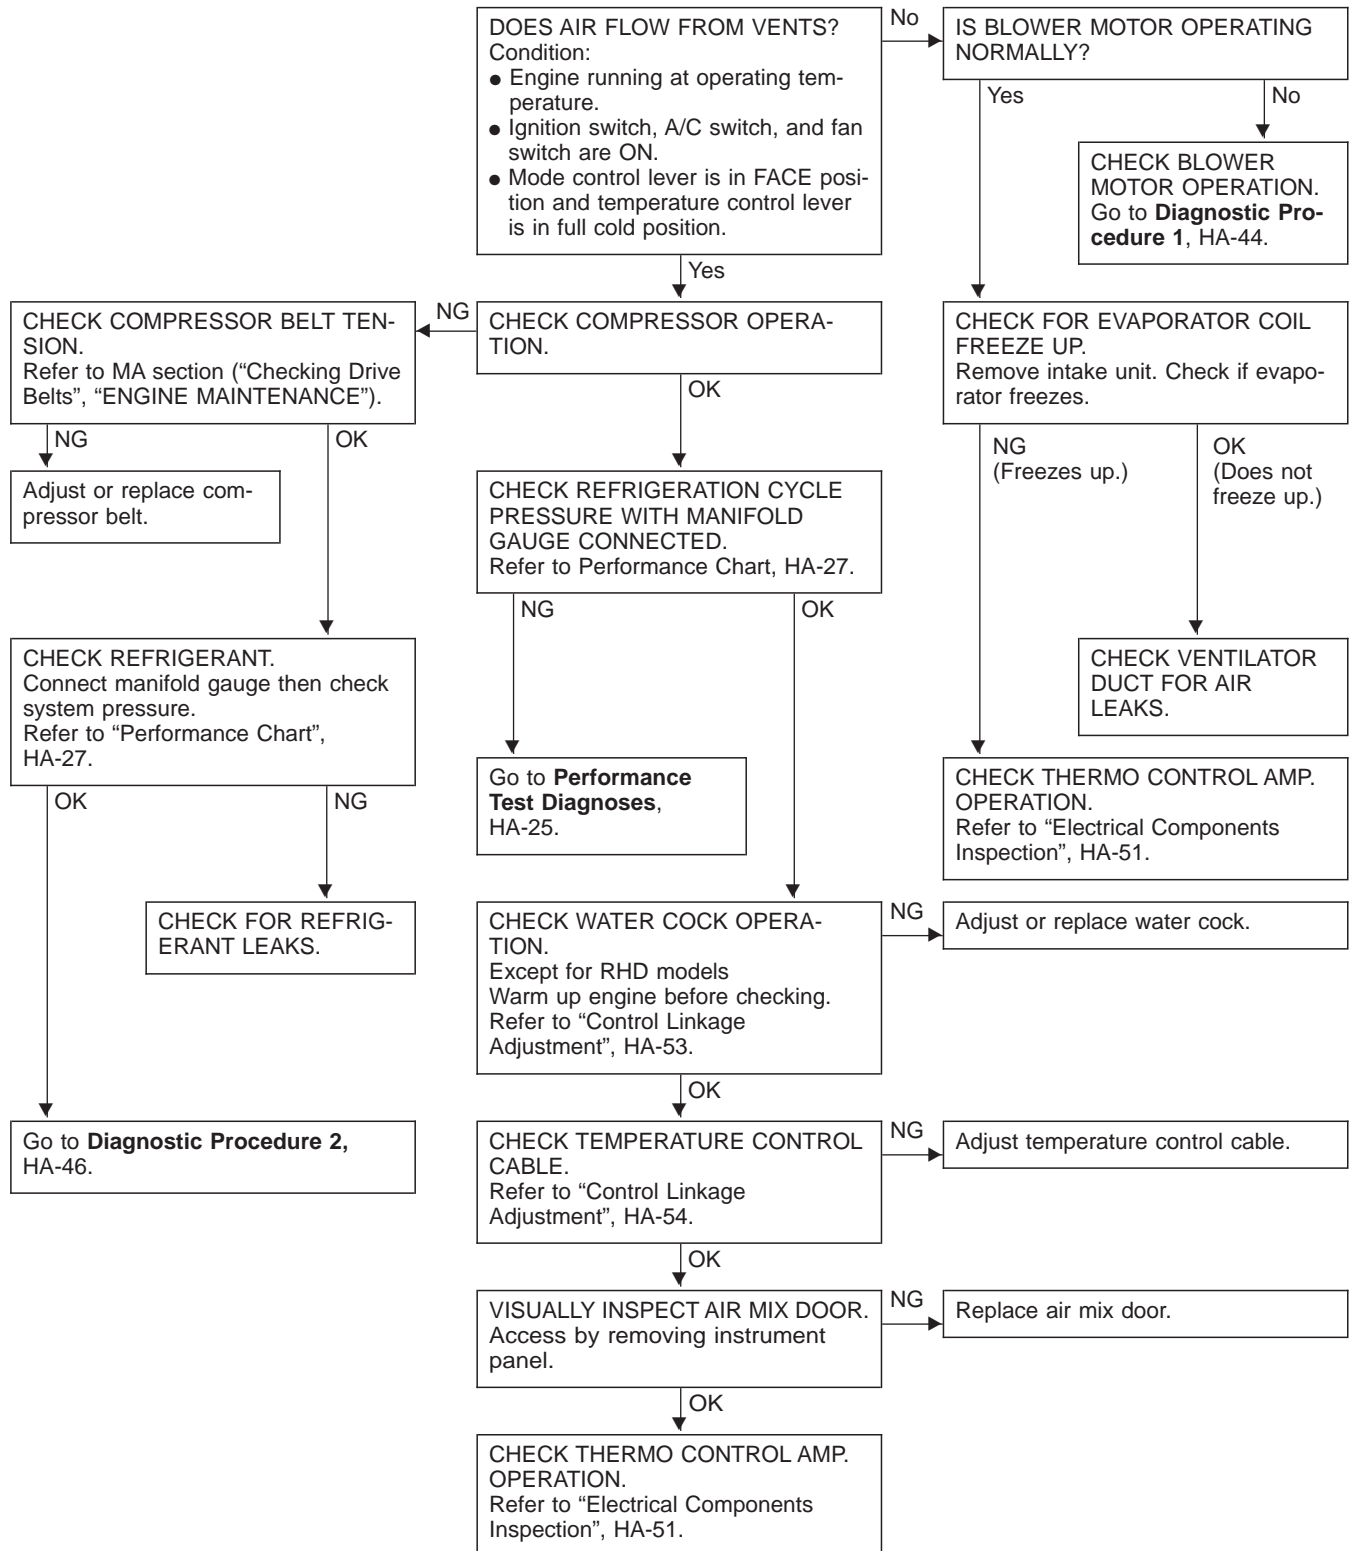 DOES AIR FLOW FROM VENTS?
Condition:
● Engine running at operating tem-
perature.
● Ignition switch, A/C switch, and fan
switch are ON.
● Mode control lever is in FACE posi-
tion and temperature control lever
is in full cold position.
No
IS BLOWER MOTOR OPERATING
NORMALLY?
Yes
No
CHECK BLOWER
MOTOR OPERATION.
Go to Diagnostic Pro-
cedure 1, HA-44.
Yes
CHECK COMPRESSOR BELT TEN-
SION.
Refer to MA section (“Checking Drive
Belts”, “ENGINE MAINTENANCE”).
NG
CHECK COMPRESSOR OPERA-
TION.
CHECK FOR EVAPORATOR COIL
FREEZE UP.
Remove intake unit. Check if evapo-
rator freezes.
OK
NG
OK
NG
(Freezes up.)
OK
(Does not
freeze up.)
Adjust or replace com-
pressor belt.
CHECK REFRIGERATION CYCLE
PRESSURE WITH MANIFOLD
GAUGE CONNECTED.
Refer to Performance Chart, HA-27.
NG
OK
CHECK REFRIGERANT.
Connect manifold gauge then check
system pressure.
Refer to “Performance Chart”,
HA-27.
CHECK VENTILATOR
DUCT FOR AIR
LEAKS.
Go to Performance
Test Diagnoses,
HA-25.
CHECK THERMO CONTROL AMP.
OPERATION.
Refer to “Electrical Components
Inspection”, HA-51.
OK
NG
CHECK FOR REFRIG-
ERANT LEAKS.
CHECK WATER COCK OPERA-
TION.
Except for RHD models
Warm up engine before checking.
Refer to “Control Linkage
Adjustment”, HA-53.
NG
Adjust or replace water cock.
OK
Go to Diagnostic Procedure 2,
HA-46.
CHECK TEMPERATURE CONTROL
CABLE.
Refer to “Control Linkage
Adjustment”, HA-54.
NG
Adjust temperature control cable.
OK
VISUALLY INSPECT AIR MIX DOOR.
Access by removing instrument
panel.
NG
Replace air mix door.
OK
CHECK THERMO CONTROL AMP.
OPERATION.
Refer to “Electrical Components
Inspection”, HA-51.